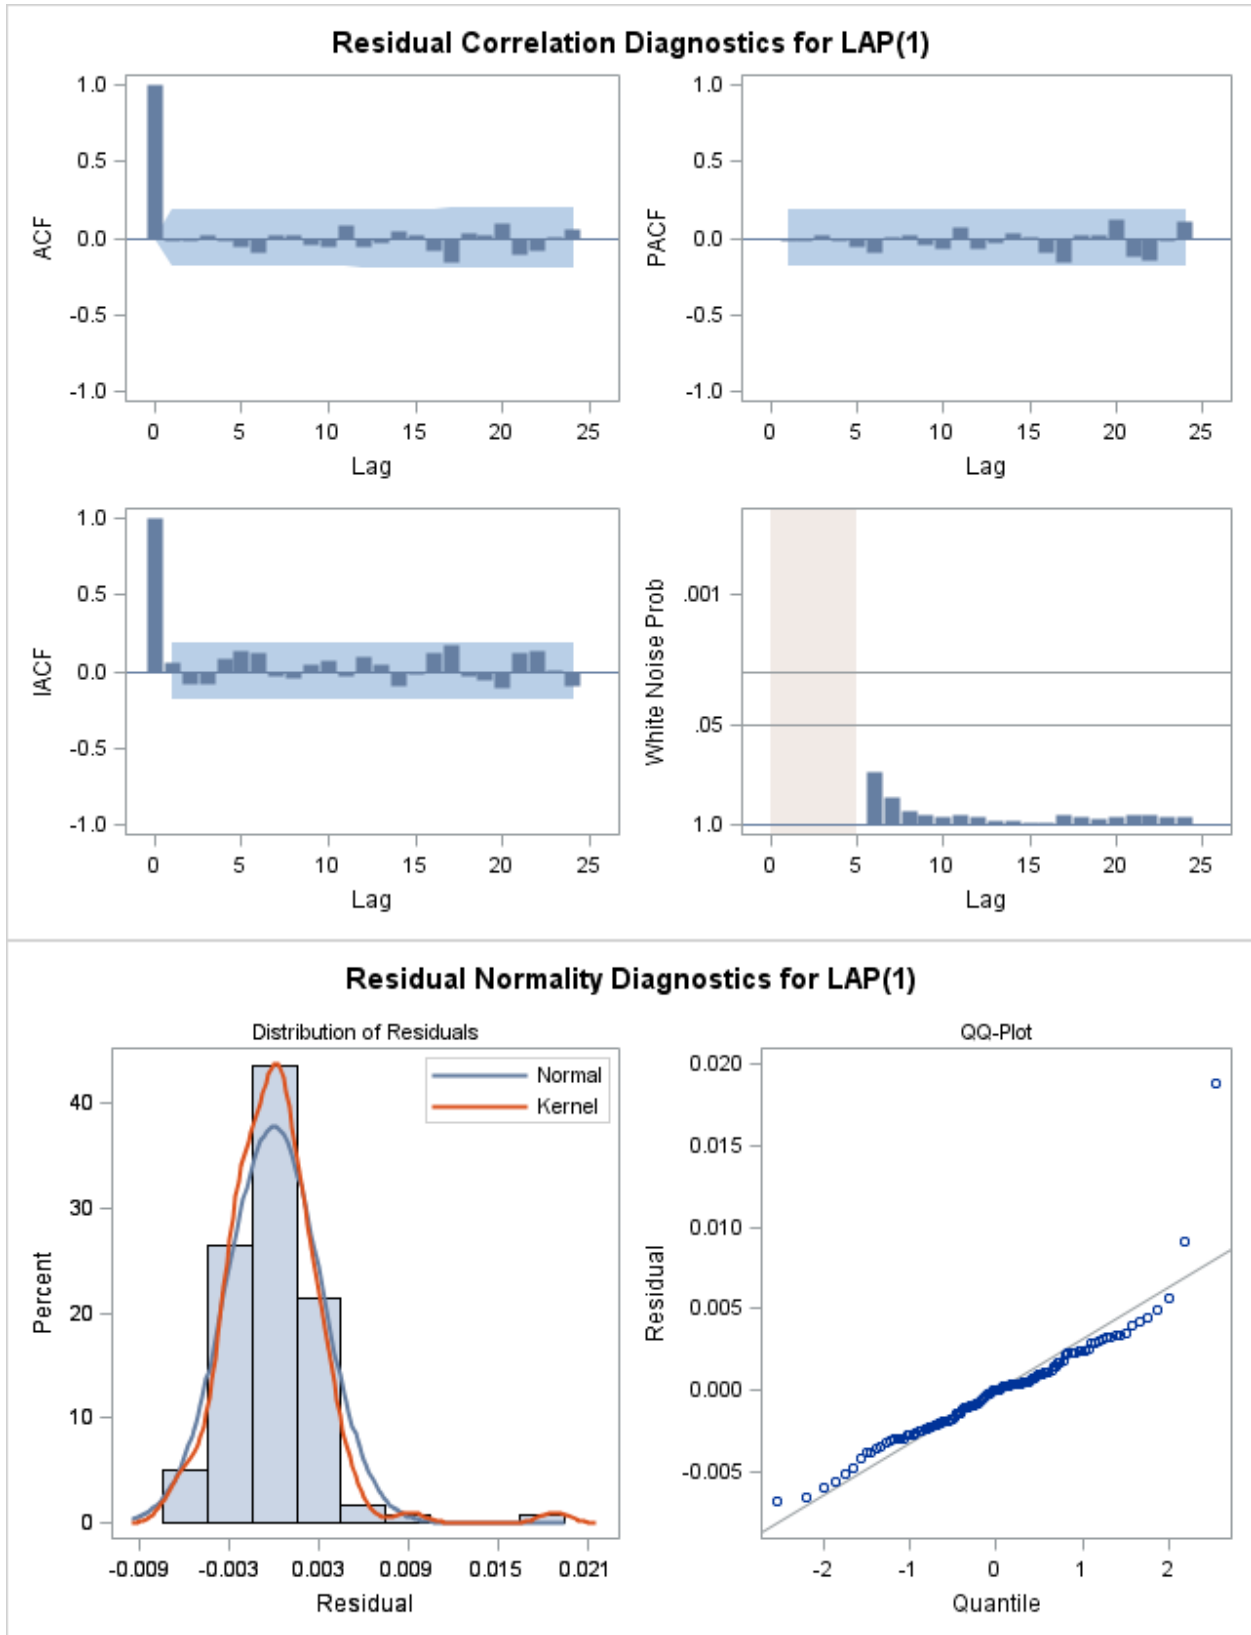 Residual Correlation Diagnostics for LAP(1)
1.0
0.5
0.0
-0.5
-1.0
ACF
0 5 10 15 20 25
Lag
1.0
0.5
0.0
-0.5
-1.0
PACF
0 5 10 15 20 25
Lag
1.0
0.5
0.0
-0.5
-1.0
IACF
0 5 10 15 20 25
Lag
.001
.05
1.0
White Noise Prob
0 5 10 15 20 25
Lag
Residual Normality Diagnostics for LAP(1)
Distribution of Residuals
Normal
Kernel
40
30
20
10
0
Percent
-0.009 -0.003 0.003 0.009 0.015 0.021
Residual
QQ-Plot
0.020
0.015
0.010
0.005
0.000
-0.005
Residual
-2 -1 0 1 2
Quantile